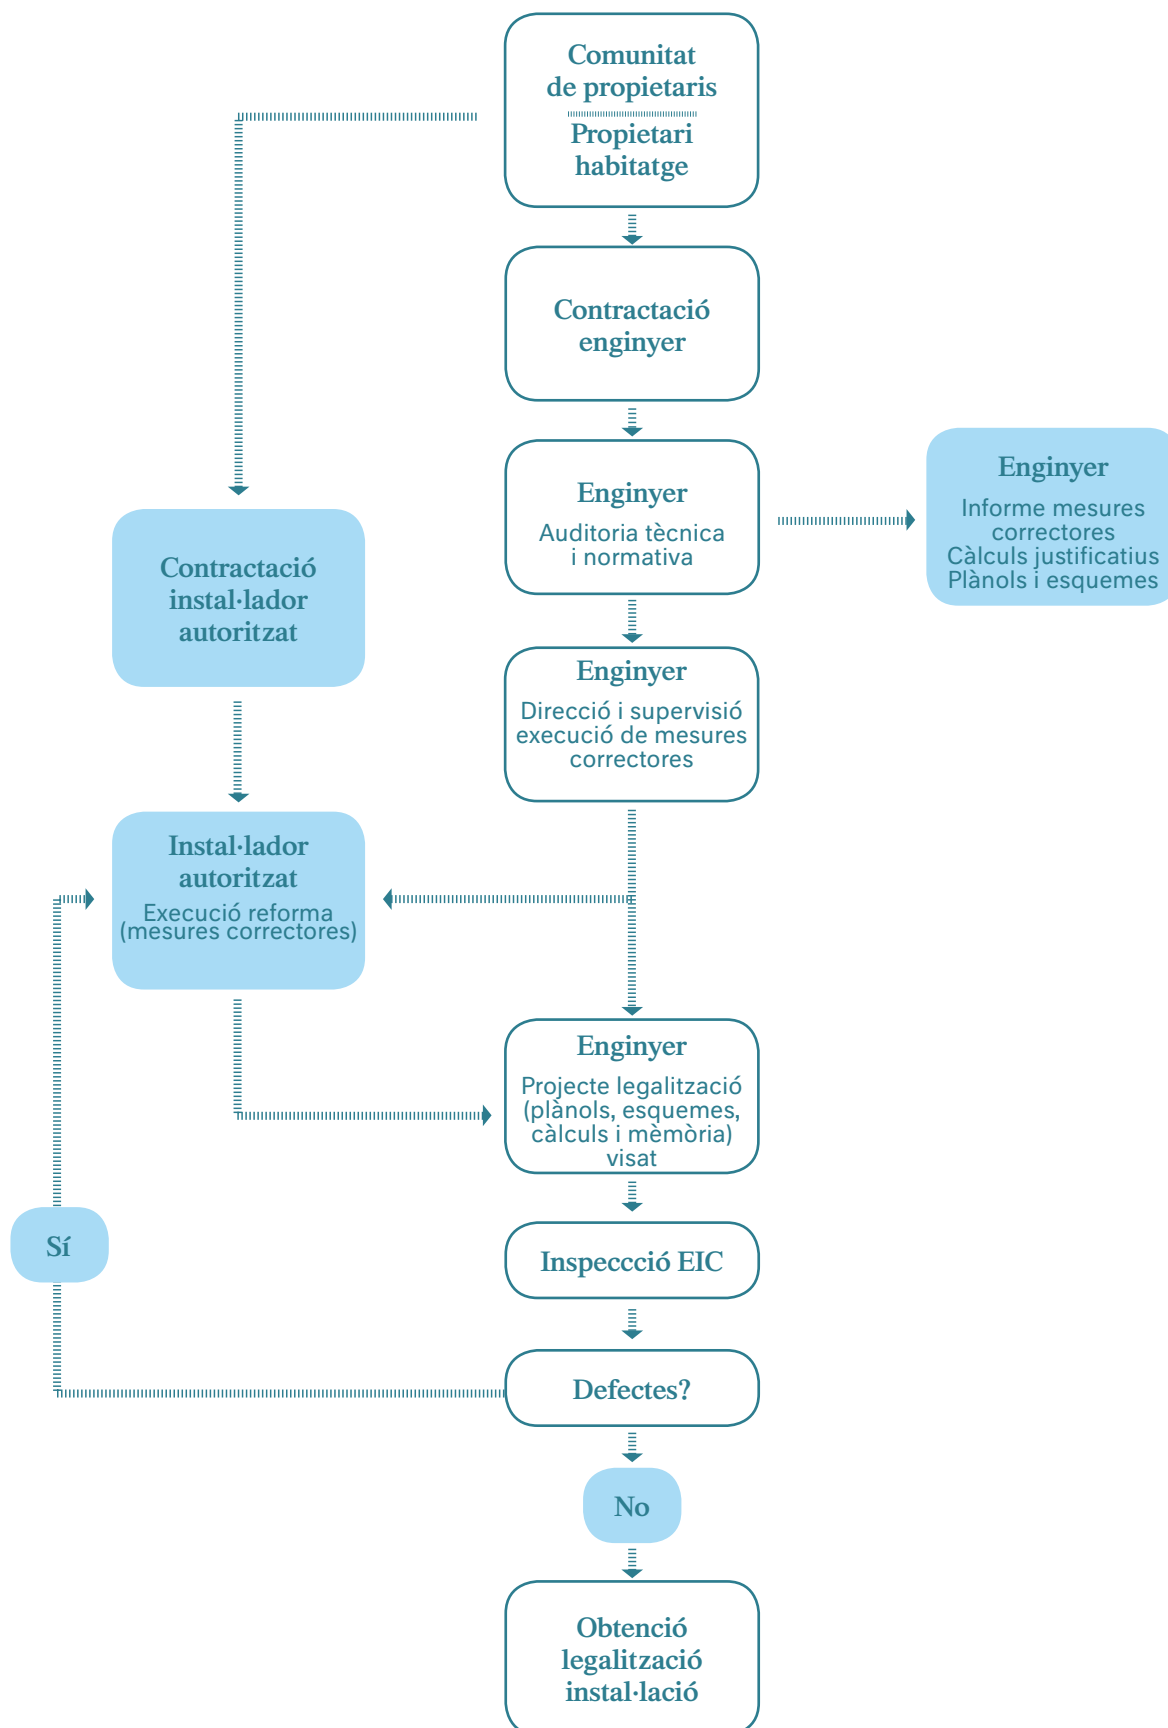 Comunitat
de propietaris
Propietari
habitatge
Contractació
enginyer
Enginyer
Auditoria tècnica
i normativa
Enginyer
Informe mesures
correctores
Càlculs justificatius
Plànols i esquemes
Contractació
instal·lador
autoritzat
Enginyer
Direcció i supervisió
execució de mesures
correctores
Instal·lador
autoritzat
Execució reforma
(mesures correctores)
Enginyer
Projecte legalització
(plànols, esquemes,
càlculs i mèmòria)
visat
Sí
Inspeccció EIC
Defectes?
No
Obtenció
legalització
instal·lació